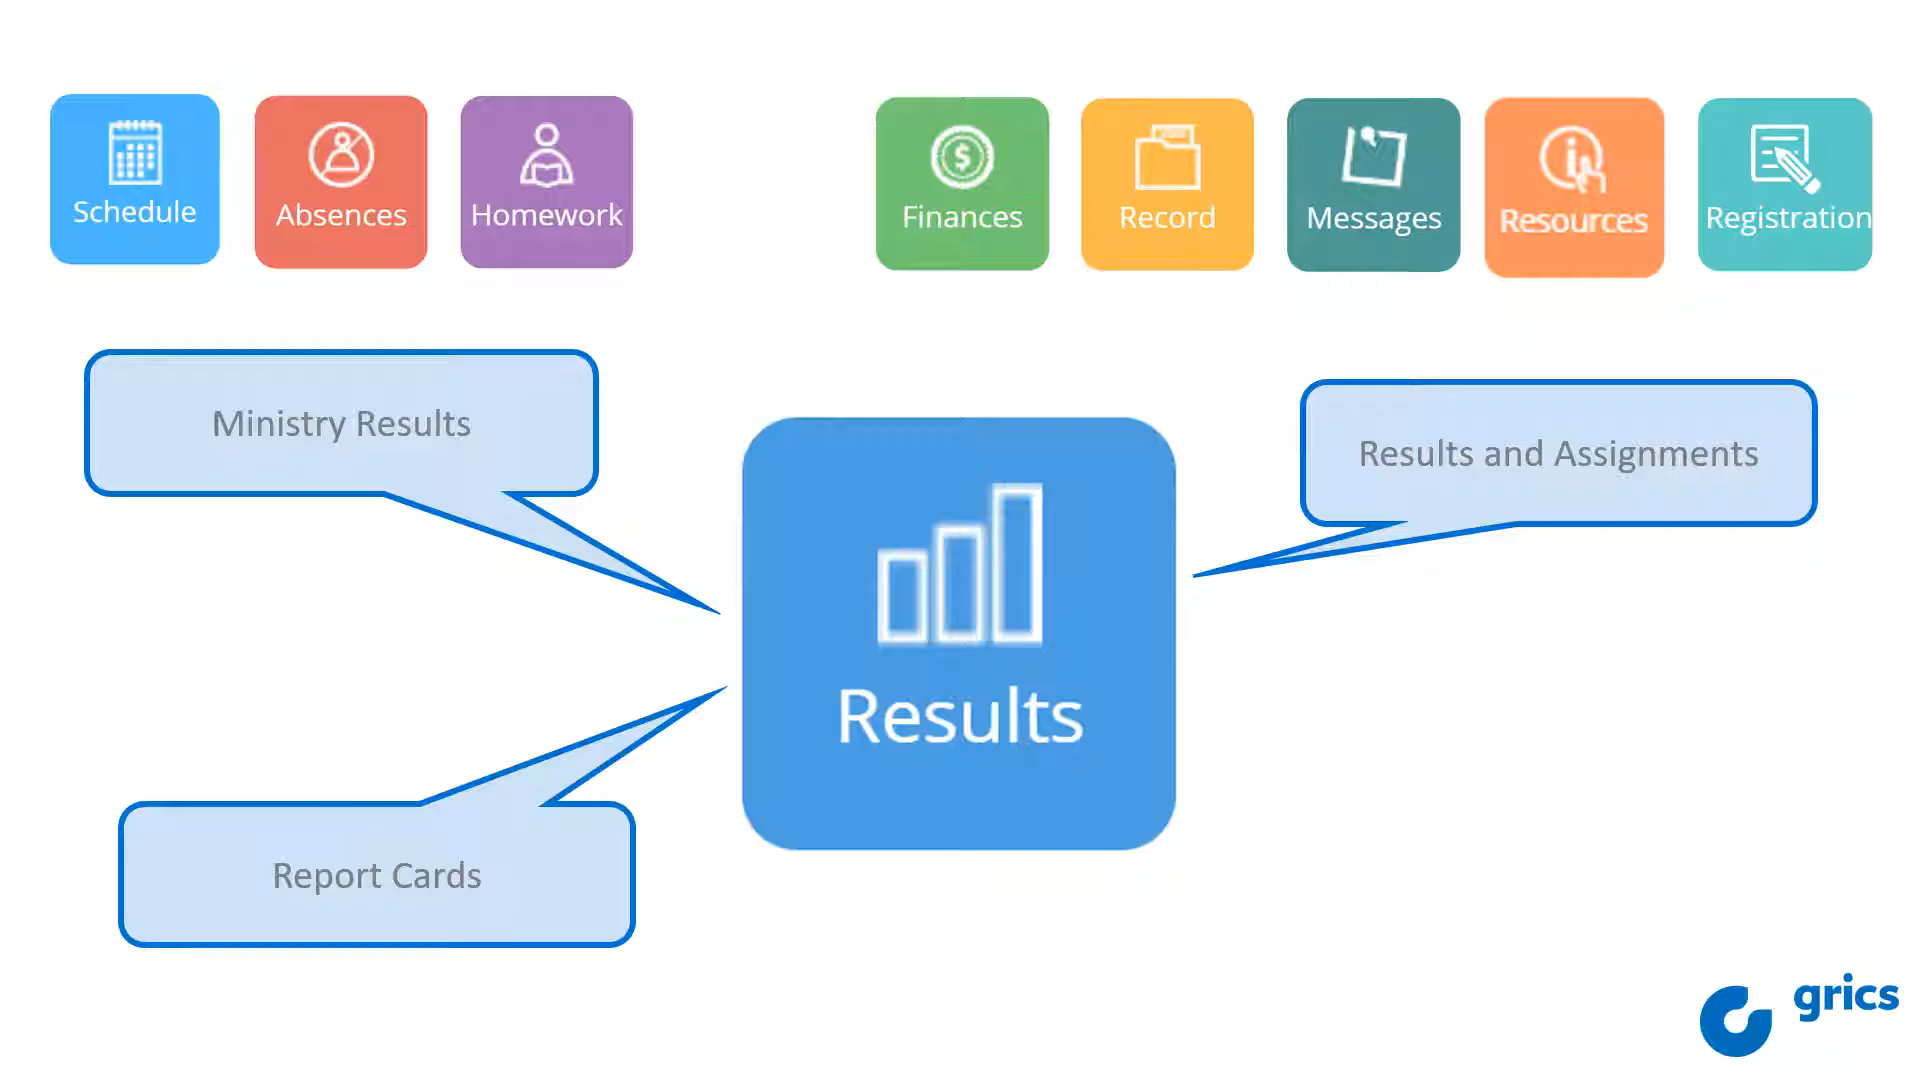 Schedule
Absences
Homework
Finances
Record
Messages
Resources
Registration
Ministry Results
Results and Assignments
Results
Report Cards
grics